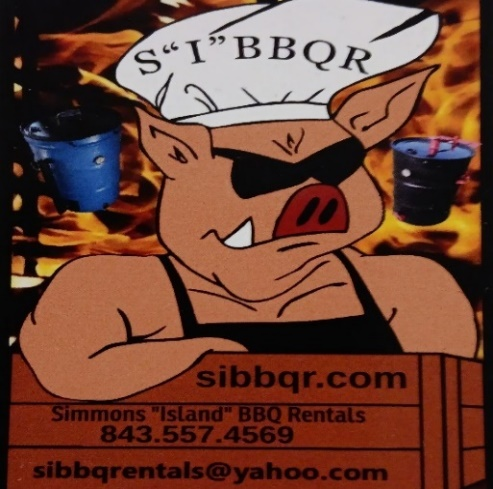 S"I"BBQR
sibbqr.com
Simmons "Island" BBQ Rentals
843.557.4569
sibbqrentals@yahoo.com